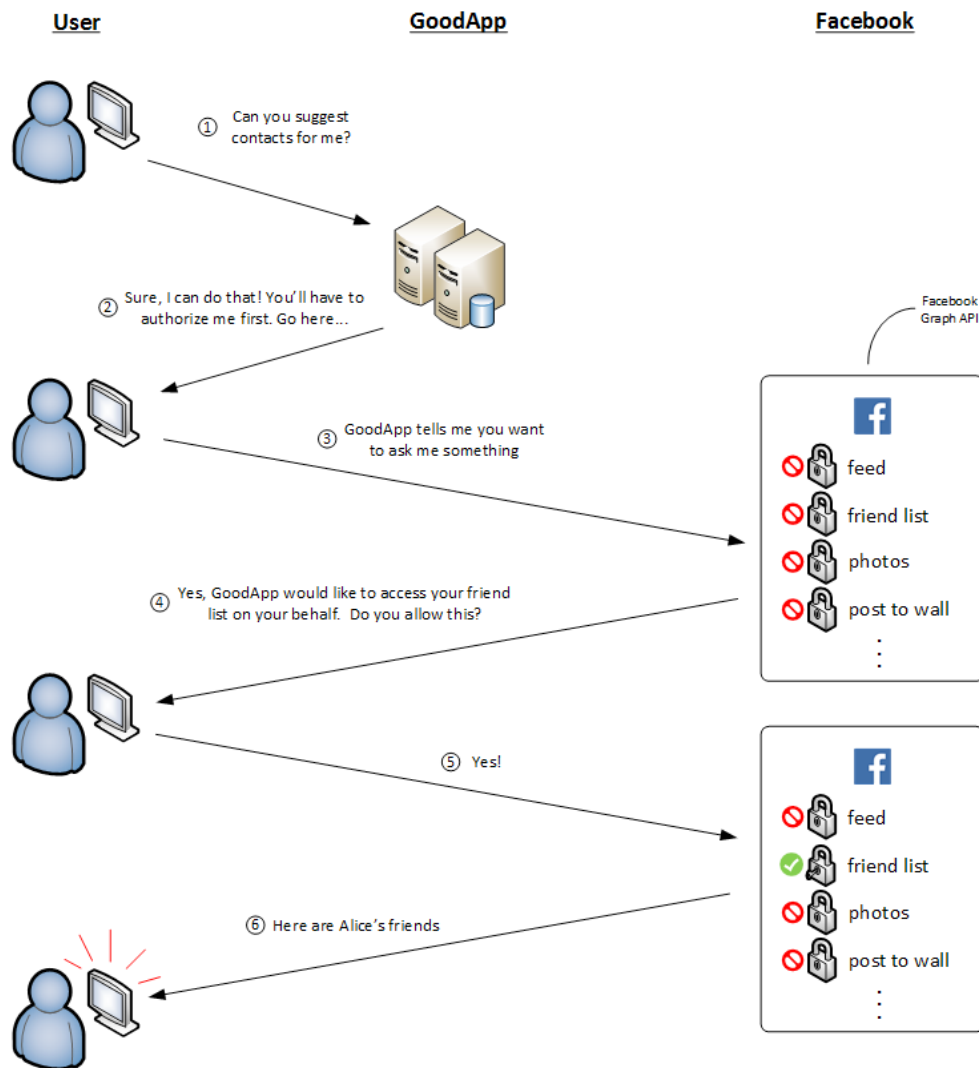 User
GoodApp
Facebook
① Can you suggest
contacts for me?
② Sure, I can do that! You'll have to
authorize me first. Go here...
Facebook
Graph API
③ GoodApp tells me you want
to ask me something
f
feed
friend list
photos
post to wall
④ Yes, GoodApp would like to access your friend
list on your behalf.  Do you allow this?
⑤ Yes!
f
feed
friend list
photos
post to wall
⑥ Here are Alice's friends